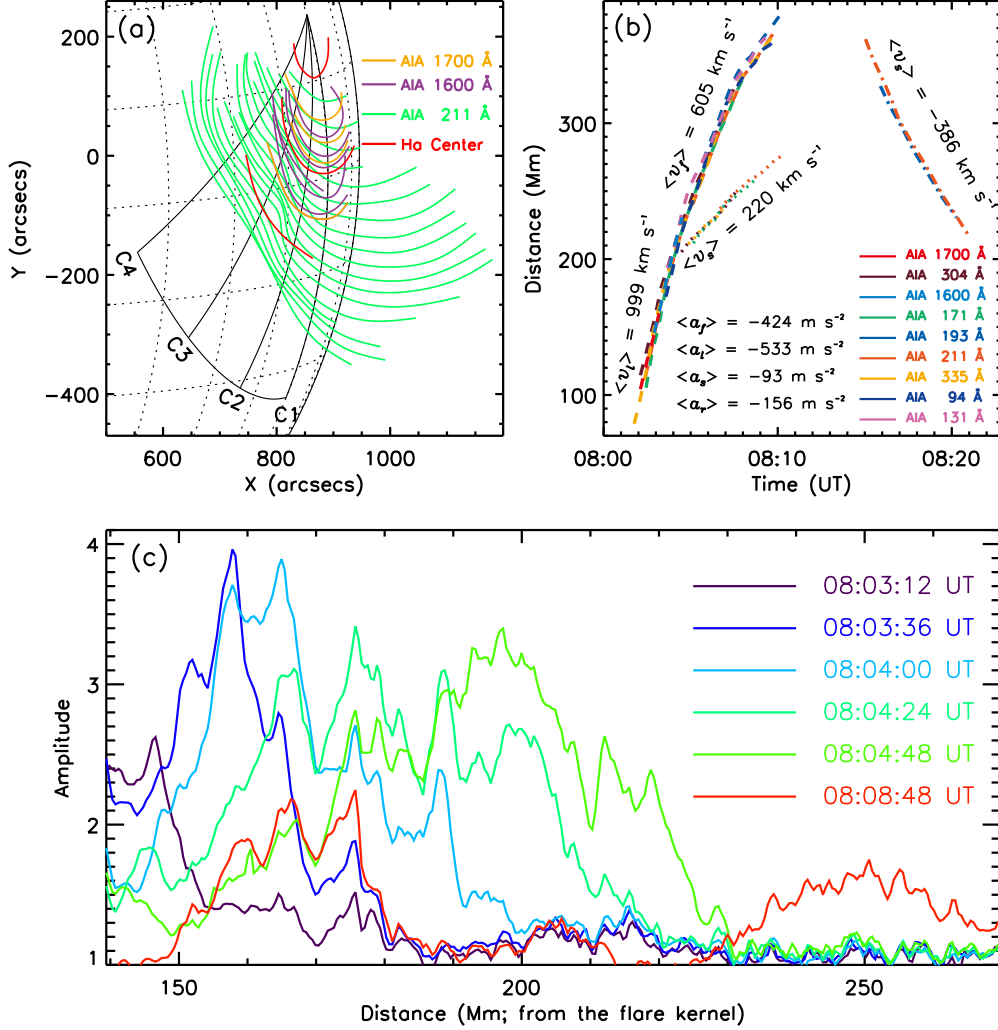 (a)
AIA 1700 Å
AIA 1600 Å
AIA 211 Å
Ha Center
C4
C3
C2
C1
200
100
0
−200
−400
Y (arcsecs)
600
800
1000
X (arcsecs)
(b)
<v_f> = 605 km s⁻¹
<v_s> = −386 km s⁻¹
<v_s> = 220 km s⁻¹
<v_l> = 999 km s⁻¹
<a_f> = −424 m s⁻²
<a_l> = −533 m s⁻²
<a_s> = −93 m s⁻²
<a_r> = −156 m s⁻²
AIA 1700 Å
AIA 304 Å
AIA 1600 Å
AIA 171 Å
AIA 193 Å
AIA 211 Å
AIA 335 Å
AIA 94 Å
AIA 131 Å
300
200
100
Distance (Mm)
08:00
08:10
08:20
Time (UT)
(c)
08:03:12 UT
08:03:36 UT
08:04:00 UT
08:04:24 UT
08:04:48 UT
08:08:48 UT
4
3
2
1
Amplitude
150
200
250
Distance (Mm; from the flare kernel)